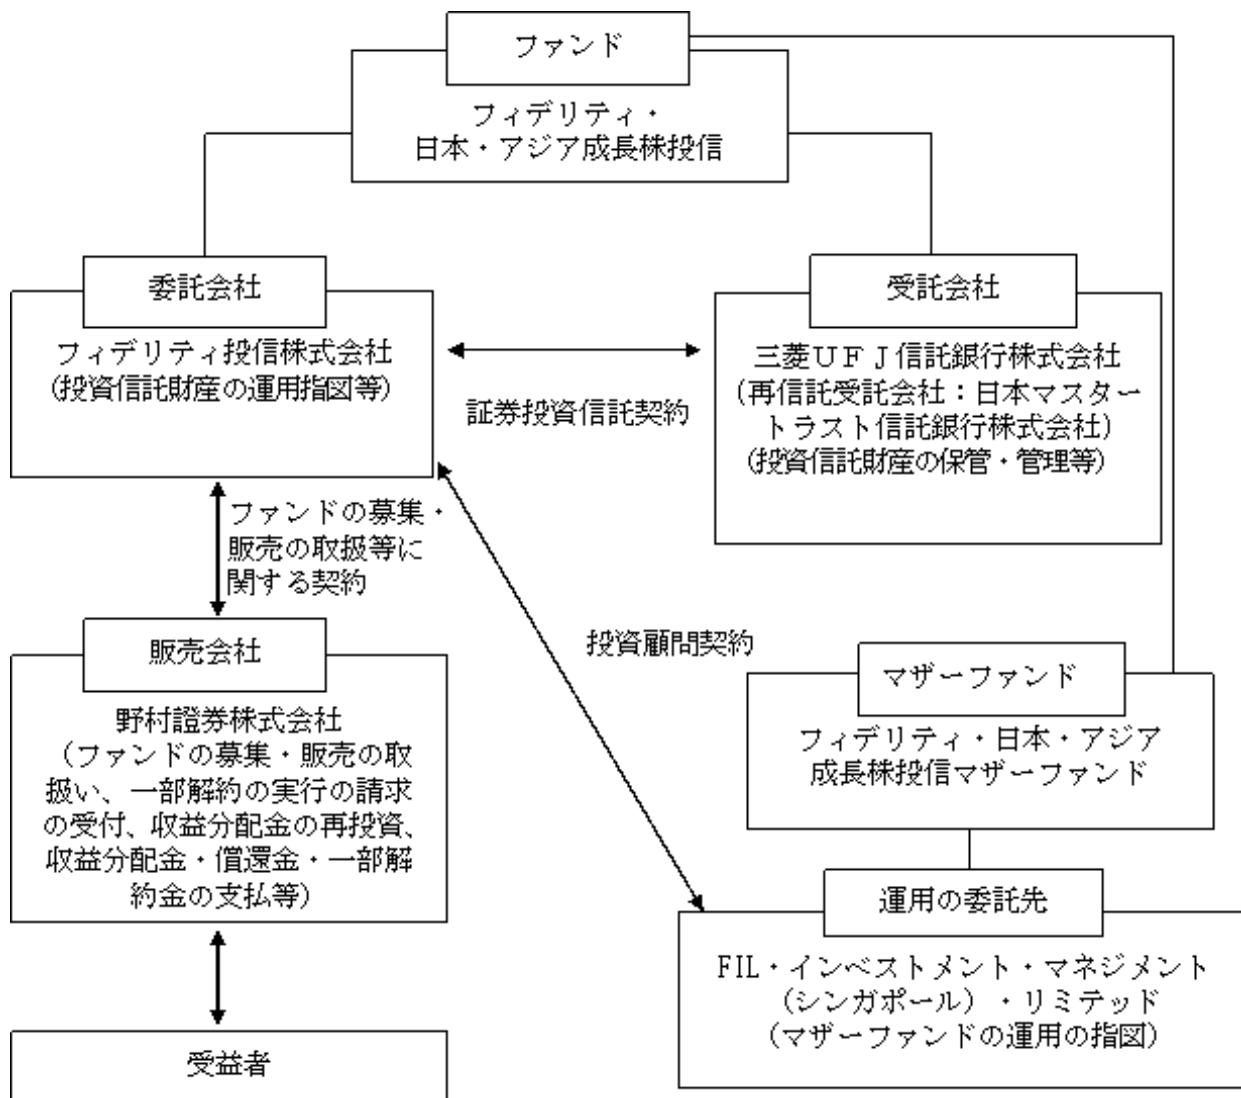 ファンド
フィデリティ・
日本・アジア成長株投信
委託会社
フィデリティ投信株式会社
(投資信託財産の運用指図等)
証券投資信託契約
受託会社
三菱ＵＦＪ信託銀行株式会社
(再信託受託会社：日本マスター
トラスト信託銀行株式会社)
(投資信託財産の保管・管理等)
ファンドの募集・
販売の取扱等に
関する契約
投資顧問契約
販売会社
野村證券株式会社
（ファンドの募集・販売の取
扱い、一部解約の実行の請求
の受付、収益分配金の再投資、
収益分配金・償還金・一部解
約金の支払等）
マザーファンド
フィデリティ・日本・アジア
成長株投信マザーファンド
運用の委託先
FIL・インベストメント・マネジメント
（シンガポール）・リミテッド
（マザーファンドの運用の指図）
受益者